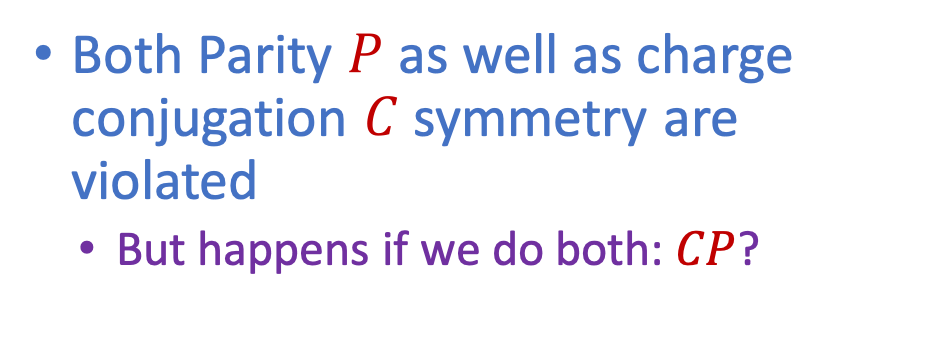 • Both Parity P as well as charge
conjugation C symmetry are
violated
• But happens if we do both: CP?